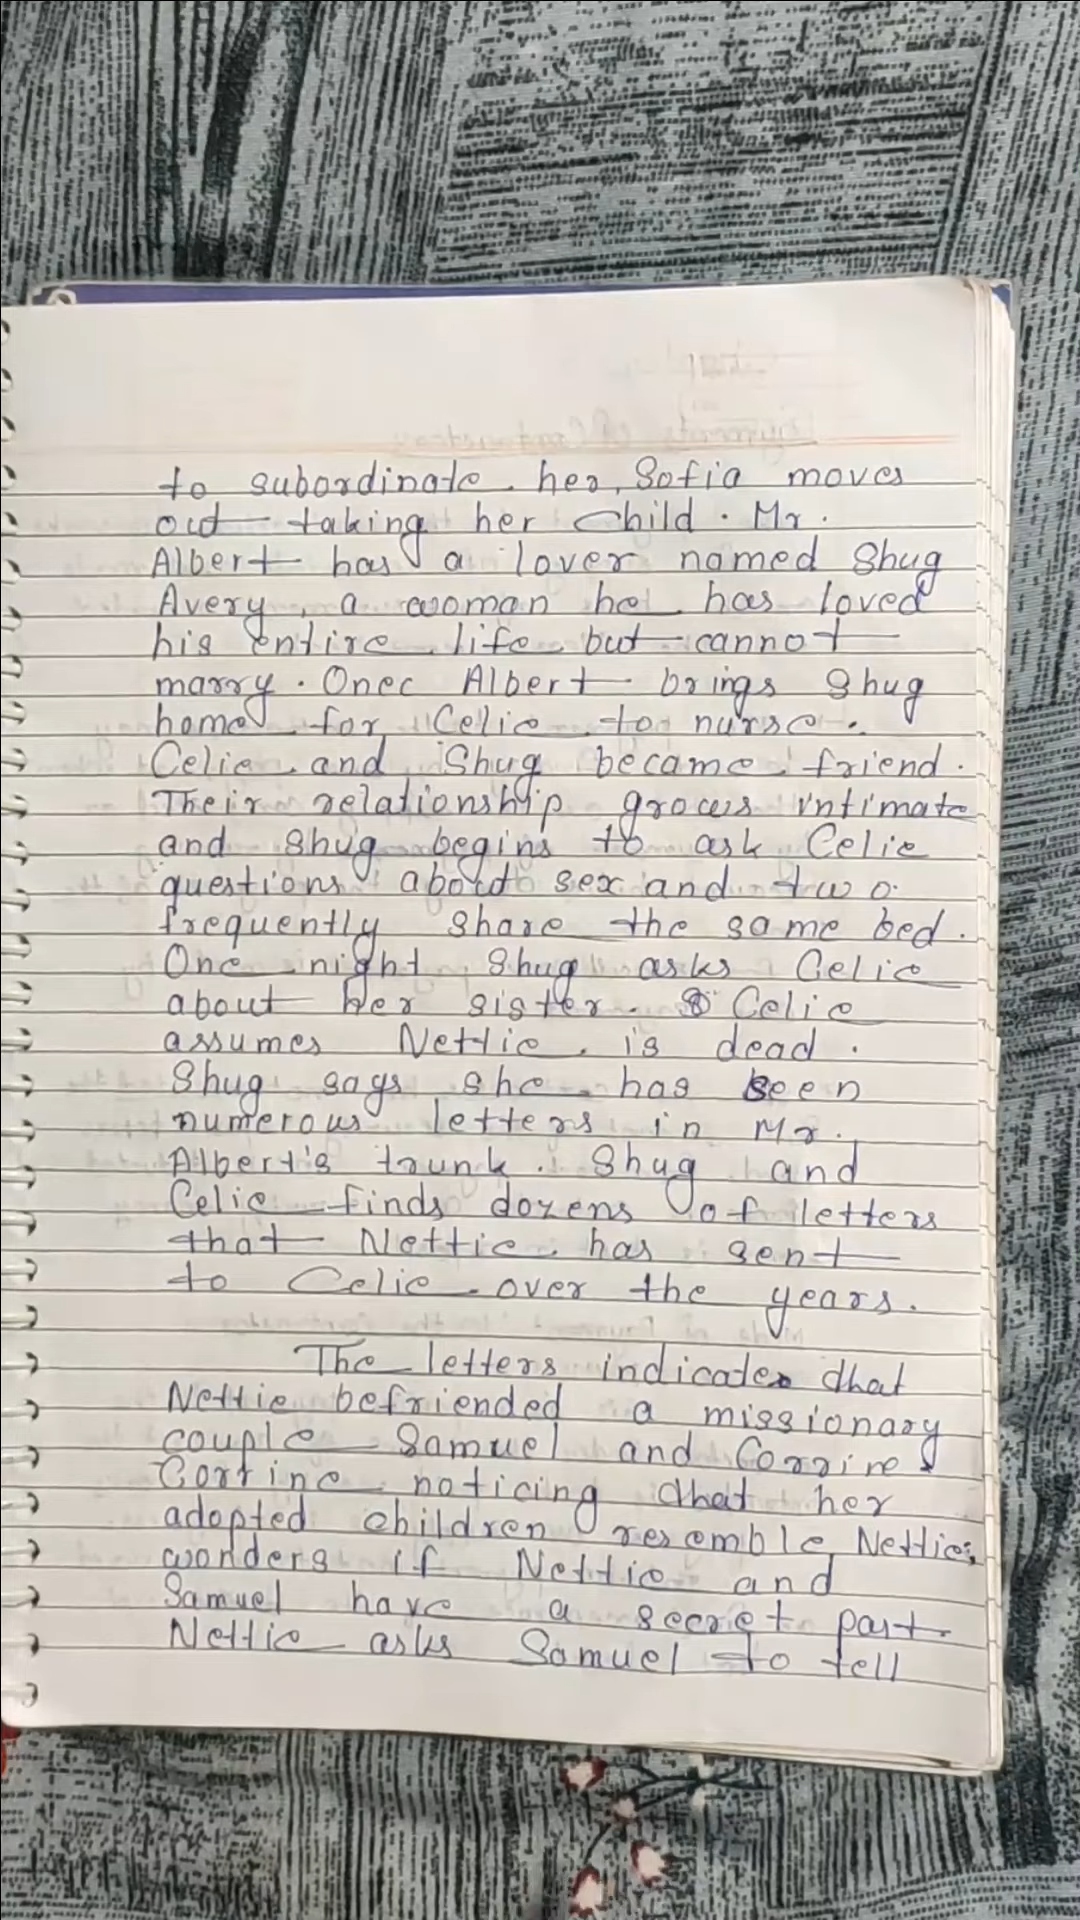 to subordinate her, Sofia moves
out taking her child. Mr.
Albert has a lover named Shug
Avery, a woman he has loved
his entire life but cannot
marry. Onec Albert brings Shug
home for Celie to nurse.
Celie and Shug became friend.
Their relationship grows intimate
and Shug begins to ask Celie
questions about sex and two
frequently share the same bed.
One night Shug asks Celie
about her sister. Celie
assumes Nettie is dead.
Shug says she has seen
numerous letters in Mr.
Albert's trunk. Shug and
Celie finds dozens of letters
that Nettie has sent
to Celie over the years.
The letters indicates that
Nettie befriended a missionary
couple Samuel and Corrine
Corrine noticing that her
adopted children resemble Nettie,
wonders if Nettie and
Samuel have a secret past.
Nettie asks Samuel to tell